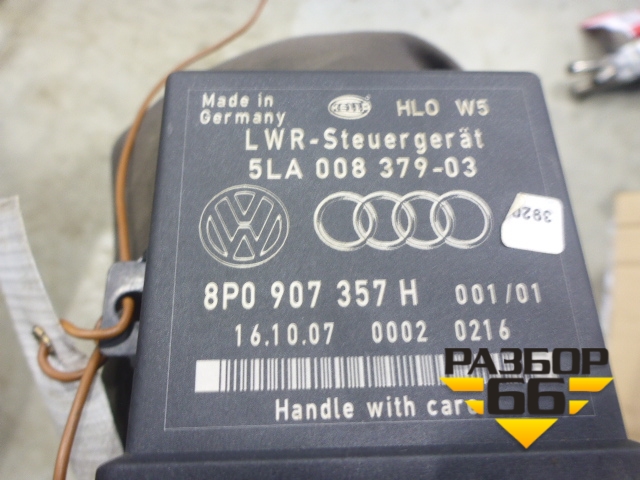 Made in
Germany
HELLA
HLO W5
LWR-Steuergerät
5LA 008 379-03
382P
8P0 907 357 H 001/01
16.10.07 0002 0216
Handle with care
РАЗБОР
66